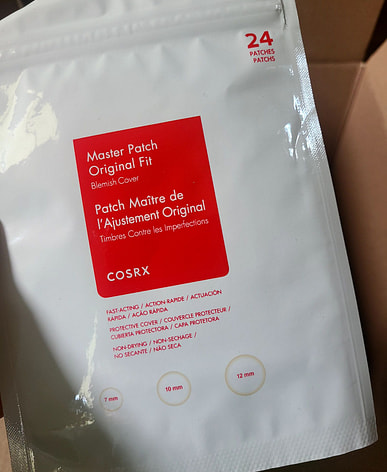 24
PATCHES
PATCHS
Master Patch
Original Fit
Blemish Cover
Patch Maître de
l'Ajustement Original
Timbres Contre les Imperfections
COSRX
FAST-ACTING / ACTION-RAPIDE / ACTUACIÓN
RÁPIDA / AÇÃO RÁPIDA
PROTECTIVE COVER / COUVERCLE PROTECTEUR /
CUBIERTA PROTECTORA / CAPA PROTETORA
NON-DRYING / NON-SECHAGE /
NO SECANTE / NÃO SECA
7 mm
10 mm
12 mm